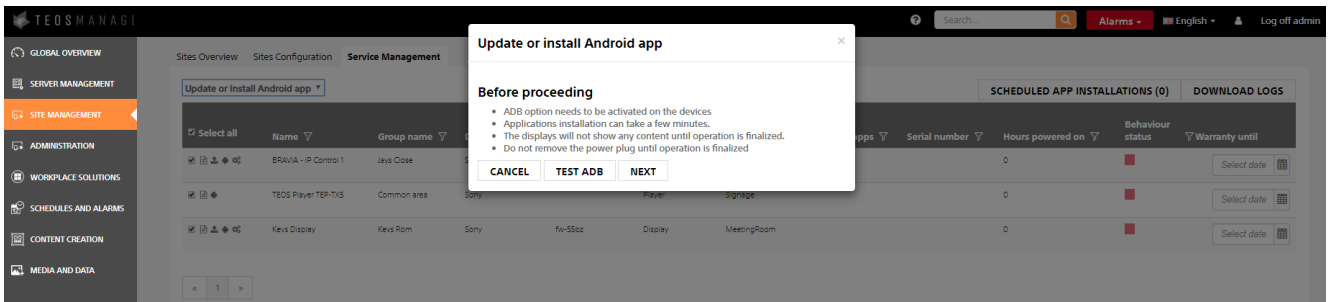 TEOS MANAGE
Search...
Alarms
English
Log off admin
GLOBAL OVERVIEW
SERVER MANAGEMENT
SITE MANAGEMENT
ADMINISTRATION
WORKPLACE SOLUTIONS
SCHEDULES AND ALARMS
CONTENT CREATION
MEDIA AND DATA
Sites Overview Sites Configuration Service Management
Update or install Android app
SCHEDULED APP INSTALLATIONS (0) DOWNLOAD LOGS
Update or install Android app ×
Before proceeding
• ADB option needs to be activated on the devices
• Applications installation can take a few minutes.
• The displays will not show any content until operation is finalized.
• Do not remove the power plug until operation is finalized
CANCEL TEST ADB NEXT
Select all Name Group name apps Serial number Hours powered on Behaviour status Warranty until
BRAVIA - IP Control 1 Jays Close 0 Select date
TEOS Player TEP-TX5 Common area Sony Player Signage 0 Select date
Kevs Display Kevs Rom Sony fw-55bz Display MeetingRoom 0 Select date
« 1 »